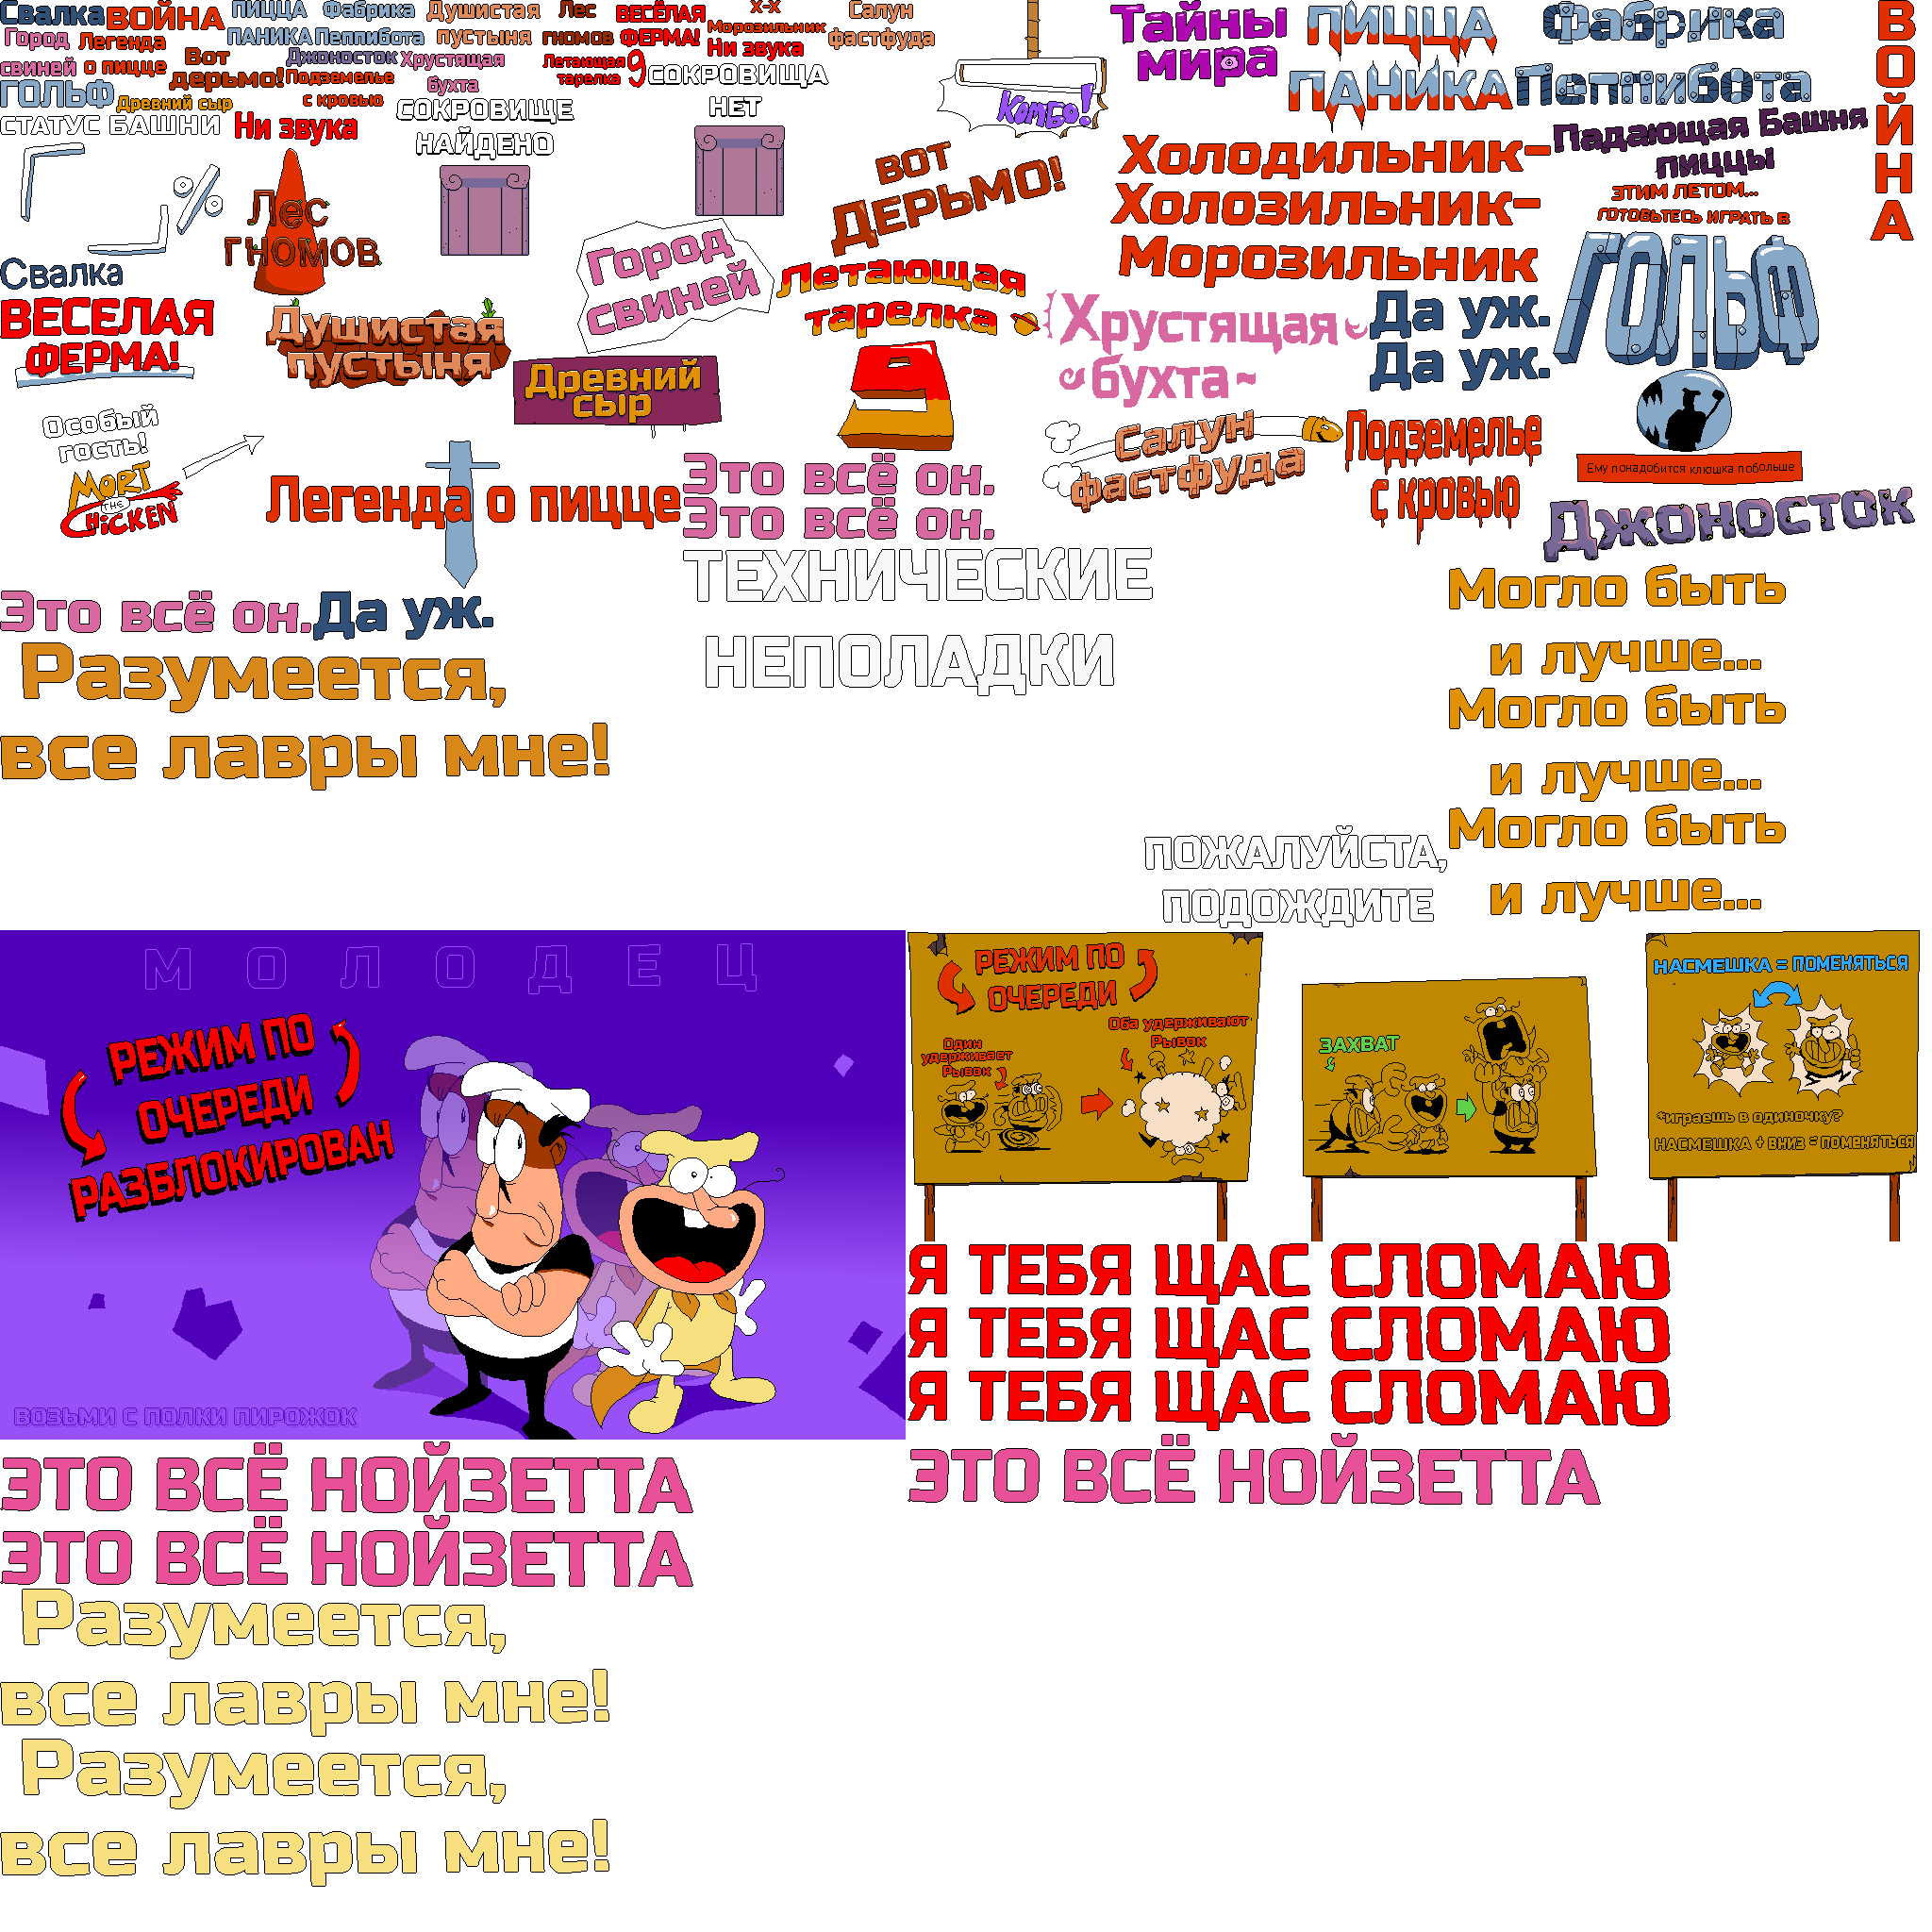 Свалка
ВОЙНА
ПИЦЦА
ПАНИКА
Фабрика
Пеппибота
Душистая
пустыня
Лес
гномов
ВЕСЁЛАЯ
ФЕРМА!
Х-х
Морозильник
Ни звука
Салун
фастфуда
Город
свиней
Легенда
о пицце
Вот
дерьмо!
Джоносток
Подземелье
с кровью
Хрустящая
бухта
Летающая
тарелка
9
СОКРОВИЩА
НЕТ
ГОЛЬФ
Древний сыр
СТАТУС БАШНИ
Ни звука
СОКРОВИЩЕ
НАЙДЕНО
Комбо!
Тайны
мира
ПИЦЦА
ПАНИКА
Фабрика
Пеппибота
ВОЙНА
Падающая Башня
пиццы
ЭТИМ ЛЕТОМ...
ГОТОВЬТЕСЬ ИГРАТЬ В
ГОЛЬФ
Ему понадобится клюшка побольше
%
Лес
гномов
ВОТ
ДЕРЬМО!
Холодильник-
Холозильник-
Морозильник
Свалка
ВЕСЕЛАЯ
ФЕРМА!
Душистая
пустыня
Город
свиней
Летающая
тарелка
9
Древний
сыр
Хрустящая
бухта~
Да уж.
Да уж.
Особый
гость!
MORT
THE
CHICKEN
Легенда о пицце
Это всё он.
Это всё он.
Салун
фастфуда
Подземелье
с кровью
Джоносток
ТЕХНИЧЕСКИЕ
НЕПОЛАДКИ
Это всё он.
Да уж.
Разумеется,
все лавры мне!
Могло быть
и лучше...
Могло быть
и лучше...
Могло быть
и лучше...
ПОЖАЛУЙСТА,
ПОДОЖДИТЕ
МОЛОДЕЦ
РЕЖИМ ПО
ОЧЕРЕДИ
РАЗБЛОКИРОВАН
ВОЗЬМИ С ПОЛКИ ПИРОЖОК
РЕЖИМ ПО
ОЧЕРЕДИ
Один
удерживает
Рывок
Оба удерживают
Рывок
ЗАХВАТ
НАСМЕШКА = ПОМЕНЯТЬСЯ
*играешь в одиночку?
НАСМЕШКА + ВНИЗ = ПОМЕНЯТЬСЯ
Я ТЕБЯ ЩАС СЛОМАЮ
Я ТЕБЯ ЩАС СЛОМАЮ
Я ТЕБЯ ЩАС СЛОМАЮ
ЭТО ВСЁ НОЙЗЕТТА
ЭТО ВСЁ НОЙЗЕТТА
ЭТО ВСЁ НОЙЗЕТТА
Разумеется,
все лавры мне!
Разумеется,
все лавры мне!